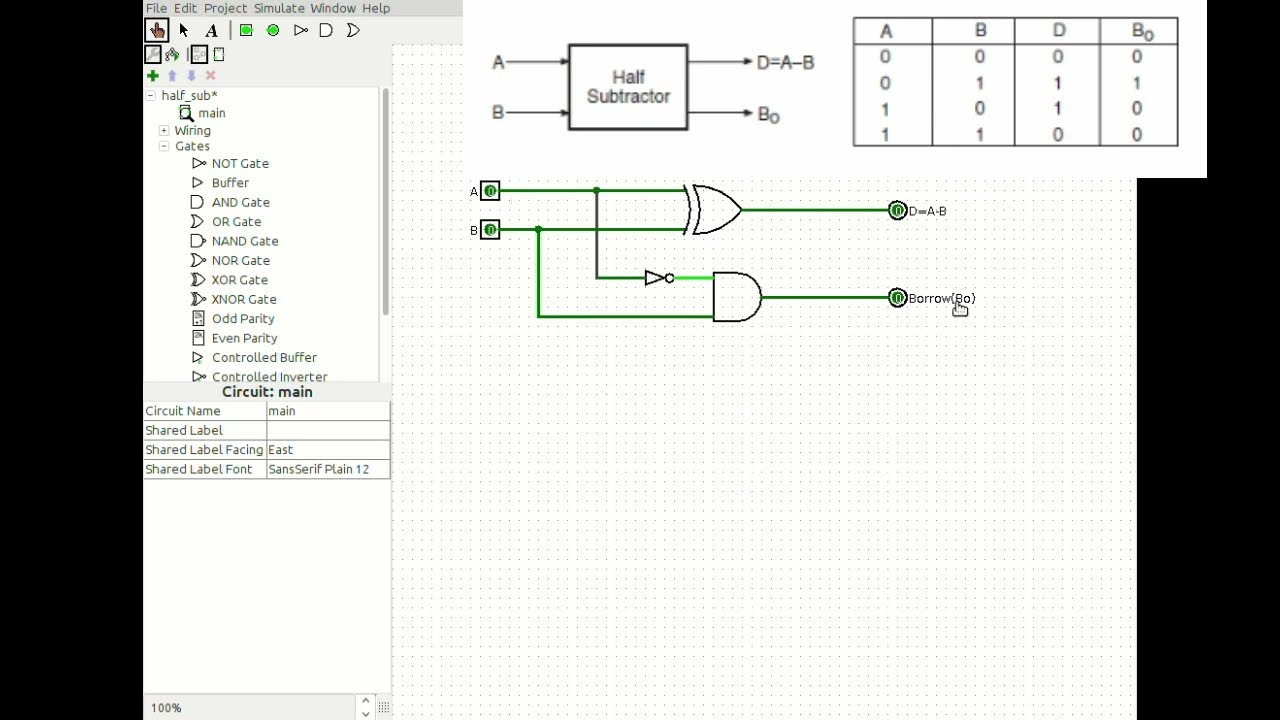 File Edit Project Simulate Window Help
A
half_sub*
main
Wiring
Gates
NOT Gate
Buffer
AND Gate
OR Gate
NAND Gate
NOR Gate
XOR Gate
XNOR Gate
Odd Parity
Even Parity
Controlled Buffer
Controlled Inverter
Circuit: main
Circuit Name main
Shared Label
Shared Label Facing East
Shared Label Font SansSerif Plain 12
100%
A
B
Half
Subtractor
D=A–B
Bo
A B D Bo
0 0 0 0
0 1 1 1
1 0 1 0
1 1 0 0
A 0
B 0
0 D=A-B
0 Borrow(Bo)